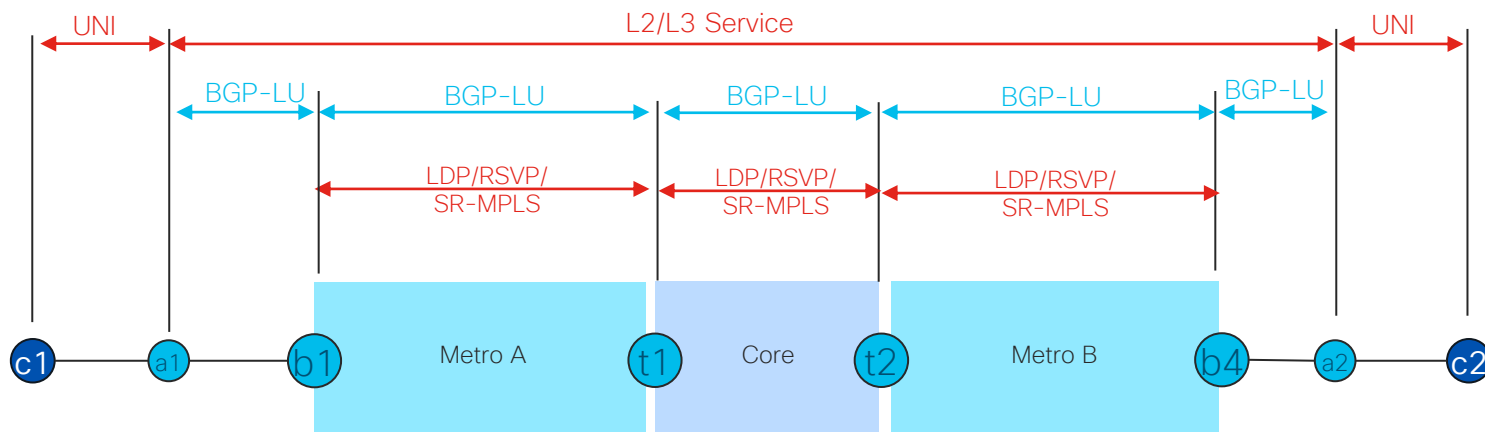 UNI
L2/L3 Service
UNI
BGP-LU
BGP-LU
BGP-LU
BGP-LU
BGP-LU
LDP/RSVP/
SR-MPLS
LDP/RSVP/
SR-MPLS
LDP/RSVP/
SR-MPLS
c1
a1
b1
Metro A
t1
Core
t2
Metro B
b4
a2
c2